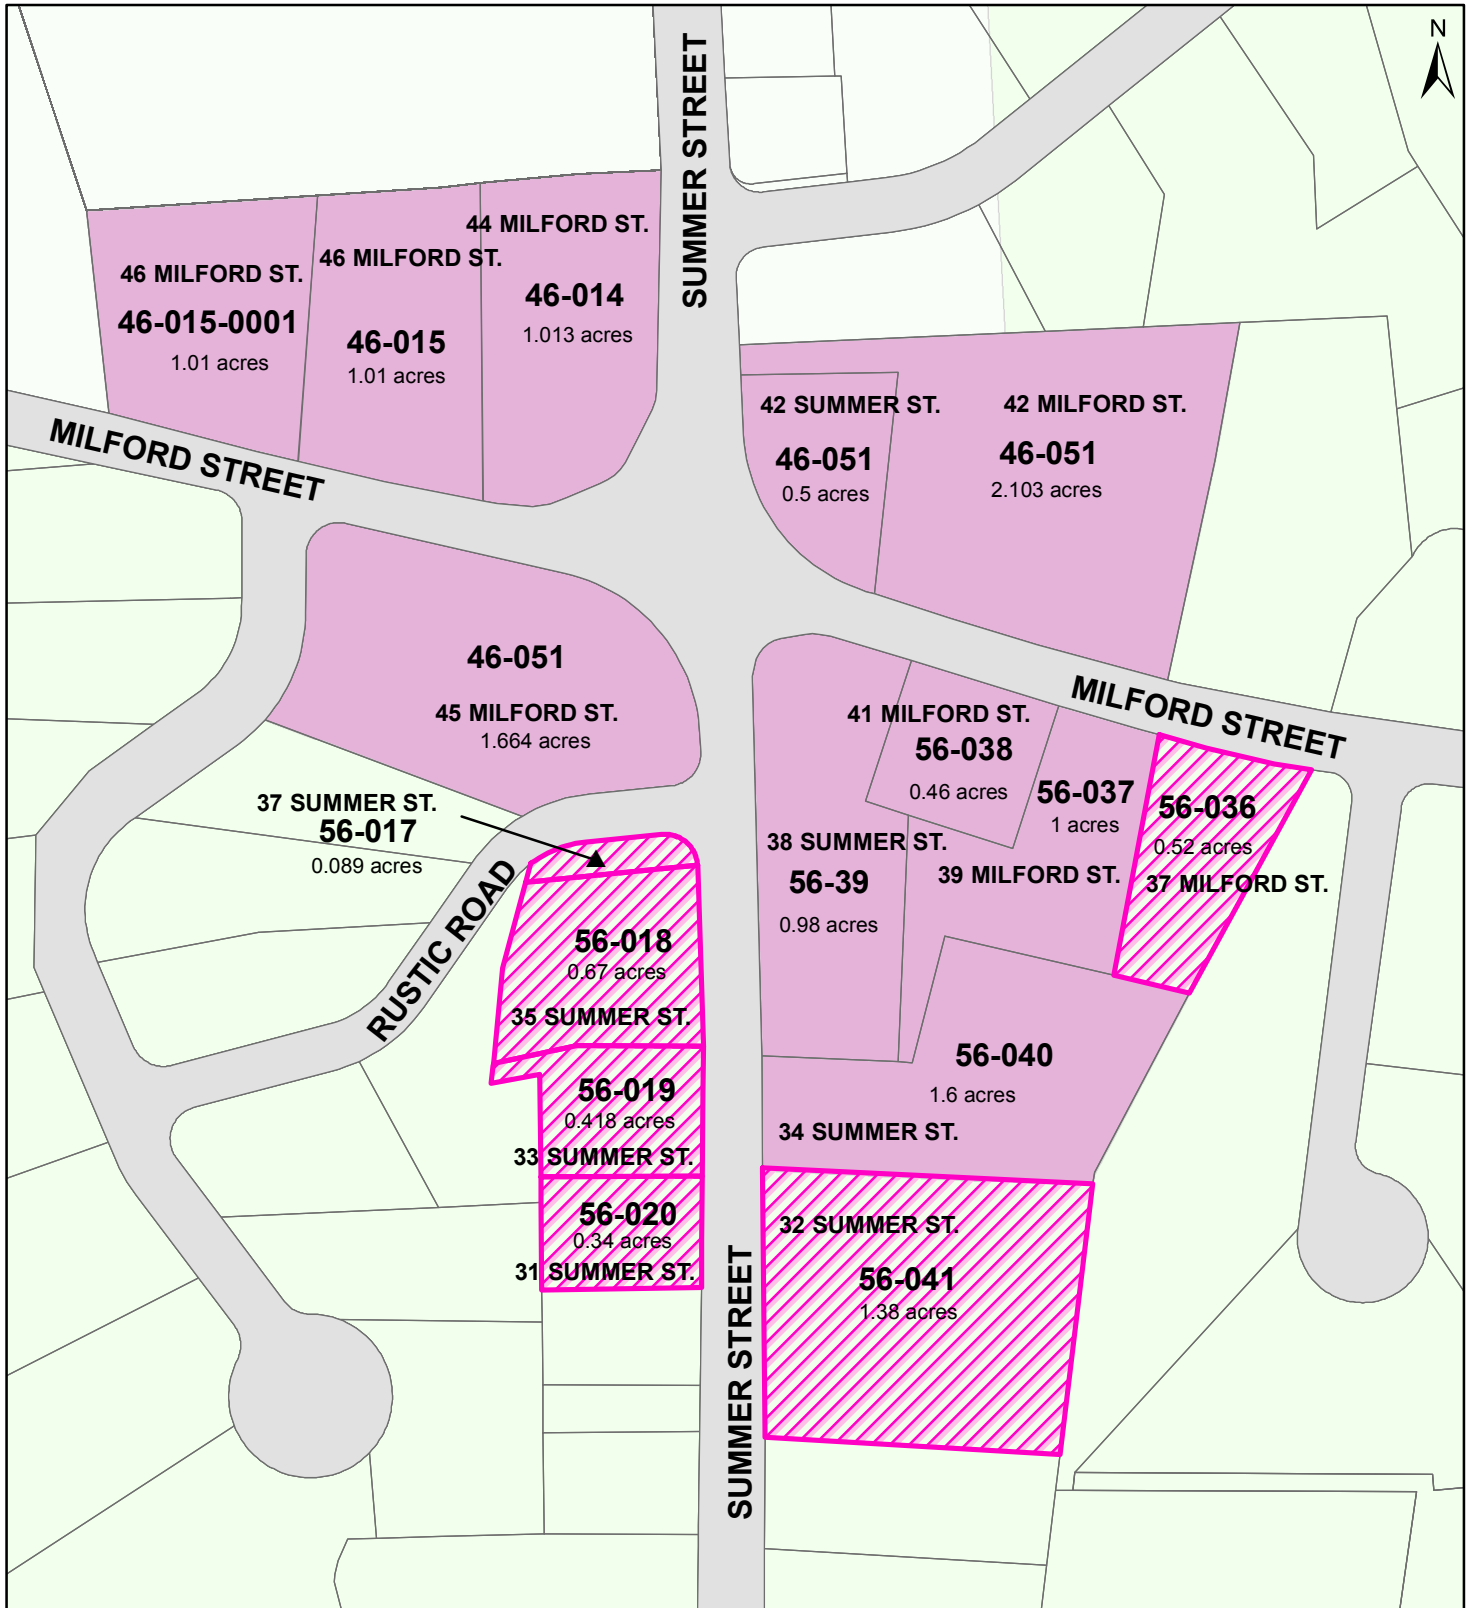 N
SUMMER STREET
44 MILFORD ST.
46-014
1.013 acres
46 MILFORD ST.
46-015
1.01 acres
46 MILFORD ST.
46-015-0001
1.01 acres
MILFORD STREET
42 SUMMER ST.
46-051
0.5 acres
42 MILFORD ST.
46-051
2.103 acres
46-051
45 MILFORD ST.
1.664 acres
MILFORD STREET
41 MILFORD ST.
56-038
0.46 acres
56-037
1 acres
39 MILFORD ST.
56-036
0.52 acres
37 MILFORD ST.
37 SUMMER ST.
56-017
0.089 acres
38 SUMMER ST.
56-39
0.98 acres
RUSTIC ROAD
56-018
0.67 acres
35 SUMMER ST.
56-040
1.6 acres
34 SUMMER ST.
56-019
0.418 acres
33 SUMMER ST.
56-020
0.34 acres
31 SUMMER ST.
32 SUMMER ST.
56-041
1.38 acres
SUMMER STREET